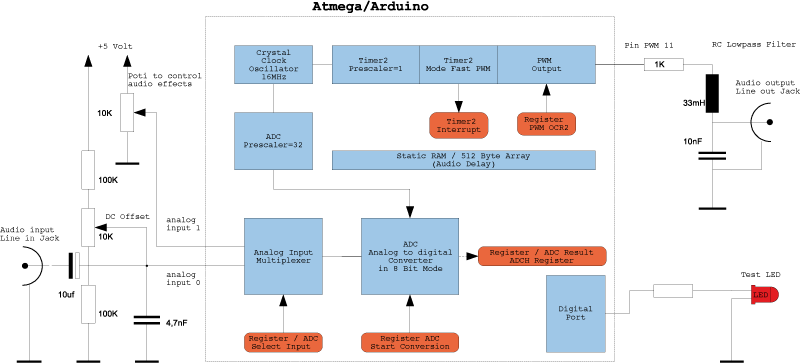 Atmega/Arduino
+5 Volt
Poti to control
audio effects
10K
100K
DC Offset
10K
Audio input
Line in Jack
10uf
100K
4,7nF
analog
input 1
analog
input 0
Crystal
Clock
Oscillator
16MHz
Timer2
Prescaler=1
Timer2
Mode Fast PWM
PWM
Output
Timer2
Interrupt
Register
PWM OCR2
ADC
Prescaler=32
Static RAM / 512 Byte Array
(Audio Delay)
Analog Input
Multiplexer
ADC
Analog to digital
Converter
in 8 Bit Mode
Register / ADC Result
ADCH Register
Register / ADC
Select Input
Register ADC
Start Conversion
Digital
Port
Pin PWM 11
RC Lowpass Filter
1K
33mH
Audio output
Line out Jack
10nF
Test LED
LED